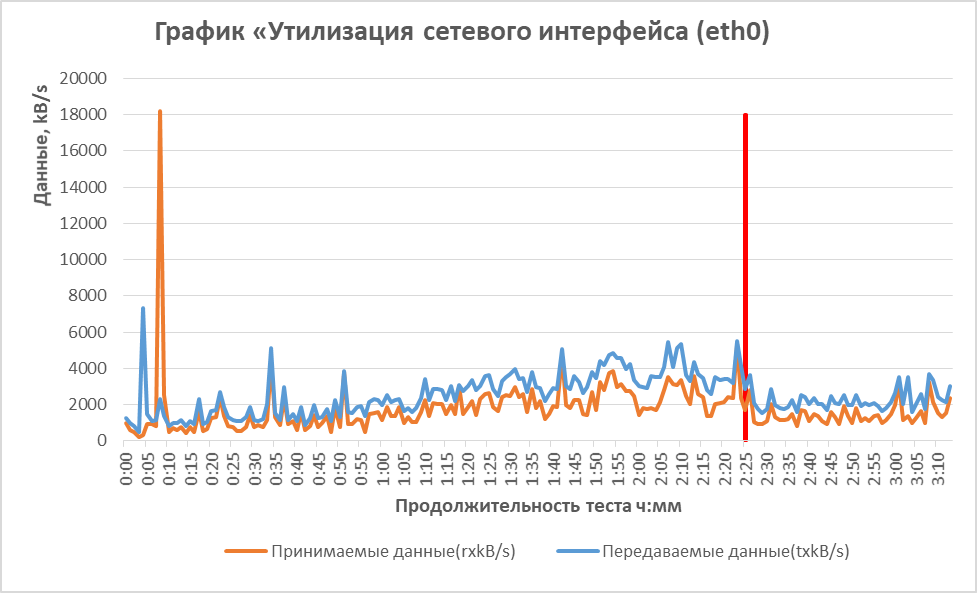 График «Утилизация сетевого интерфейса (eth0)
Данные, kB/s
20000
18000
16000
14000
12000
10000
8000
6000
4000
2000
0
0:00 0:05 0:10 0:15 0:20 0:25 0:30 0:35 0:40 0:45 0:50 0:55 1:00 1:05 1:10 1:15 1:20 1:25 1:30 1:35 1:40 1:45 1:50 1:55 2:00 2:05 2:10 2:15 2:20 2:25 2:30 2:35 2:40 2:45 2:50 2:55 3:00 3:05 3:10
Продолжительность теста ч:мм
Принимаемые данные(rxkB/s) Передаваемые данные(txkB/s)